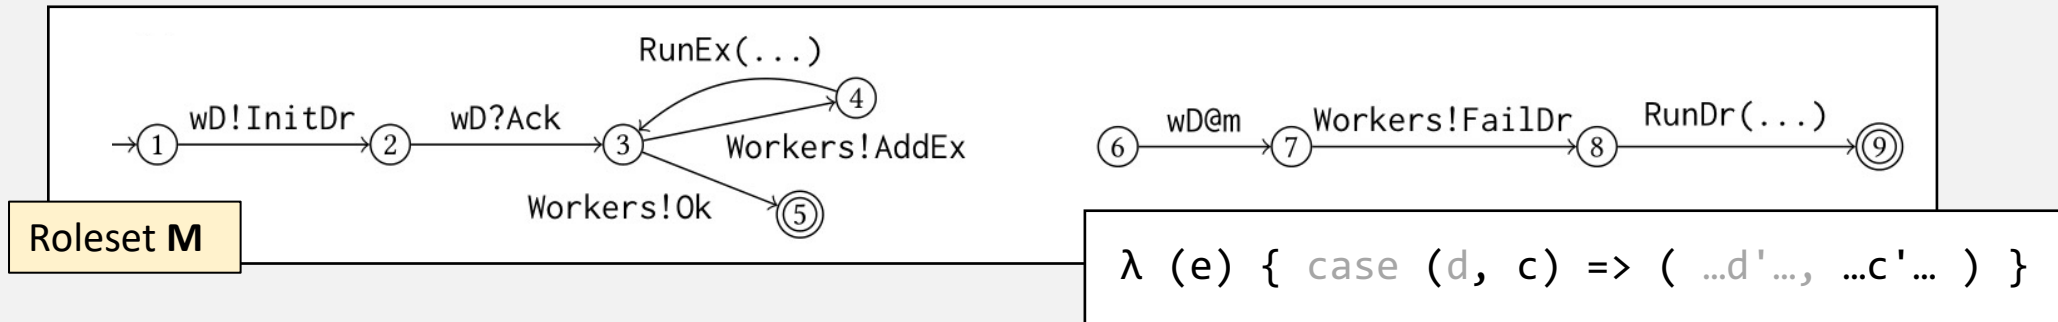 RunEx(...)
4
wD!InitDr
wD?Ack
1
2
3
Workers!AddEx
Workers!Ok
5
wD@m
Workers!FailDr
RunDr(...)
6
7
8
9
Roleset M
λ (e) { case (d, c) => ( …d'…, …c'… ) }